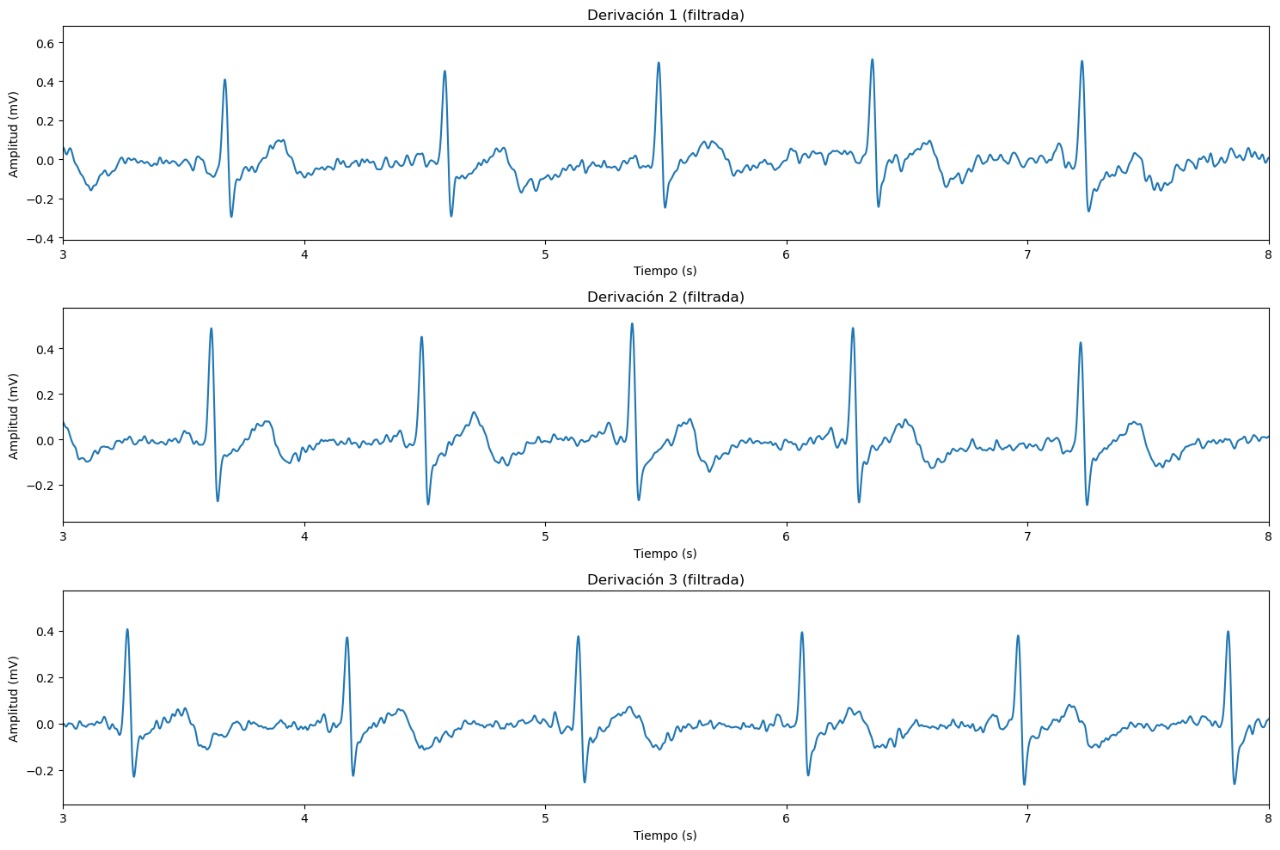 Derivación 1 (filtrada)
0.6
0.4
0.2
0.0
−0.2
−0.4
Amplitud (mV)
3 4 5 6 7 8
Tiempo (s)
Derivación 2 (filtrada)
0.4
0.2
0.0
−0.2
Amplitud (mV)
3 4 5 6 7 8
Tiempo (s)
Derivación 3 (filtrada)
0.4
0.2
0.0
−0.2
Amplitud (mV)
3 4 5 6 7 8
Tiempo (s)